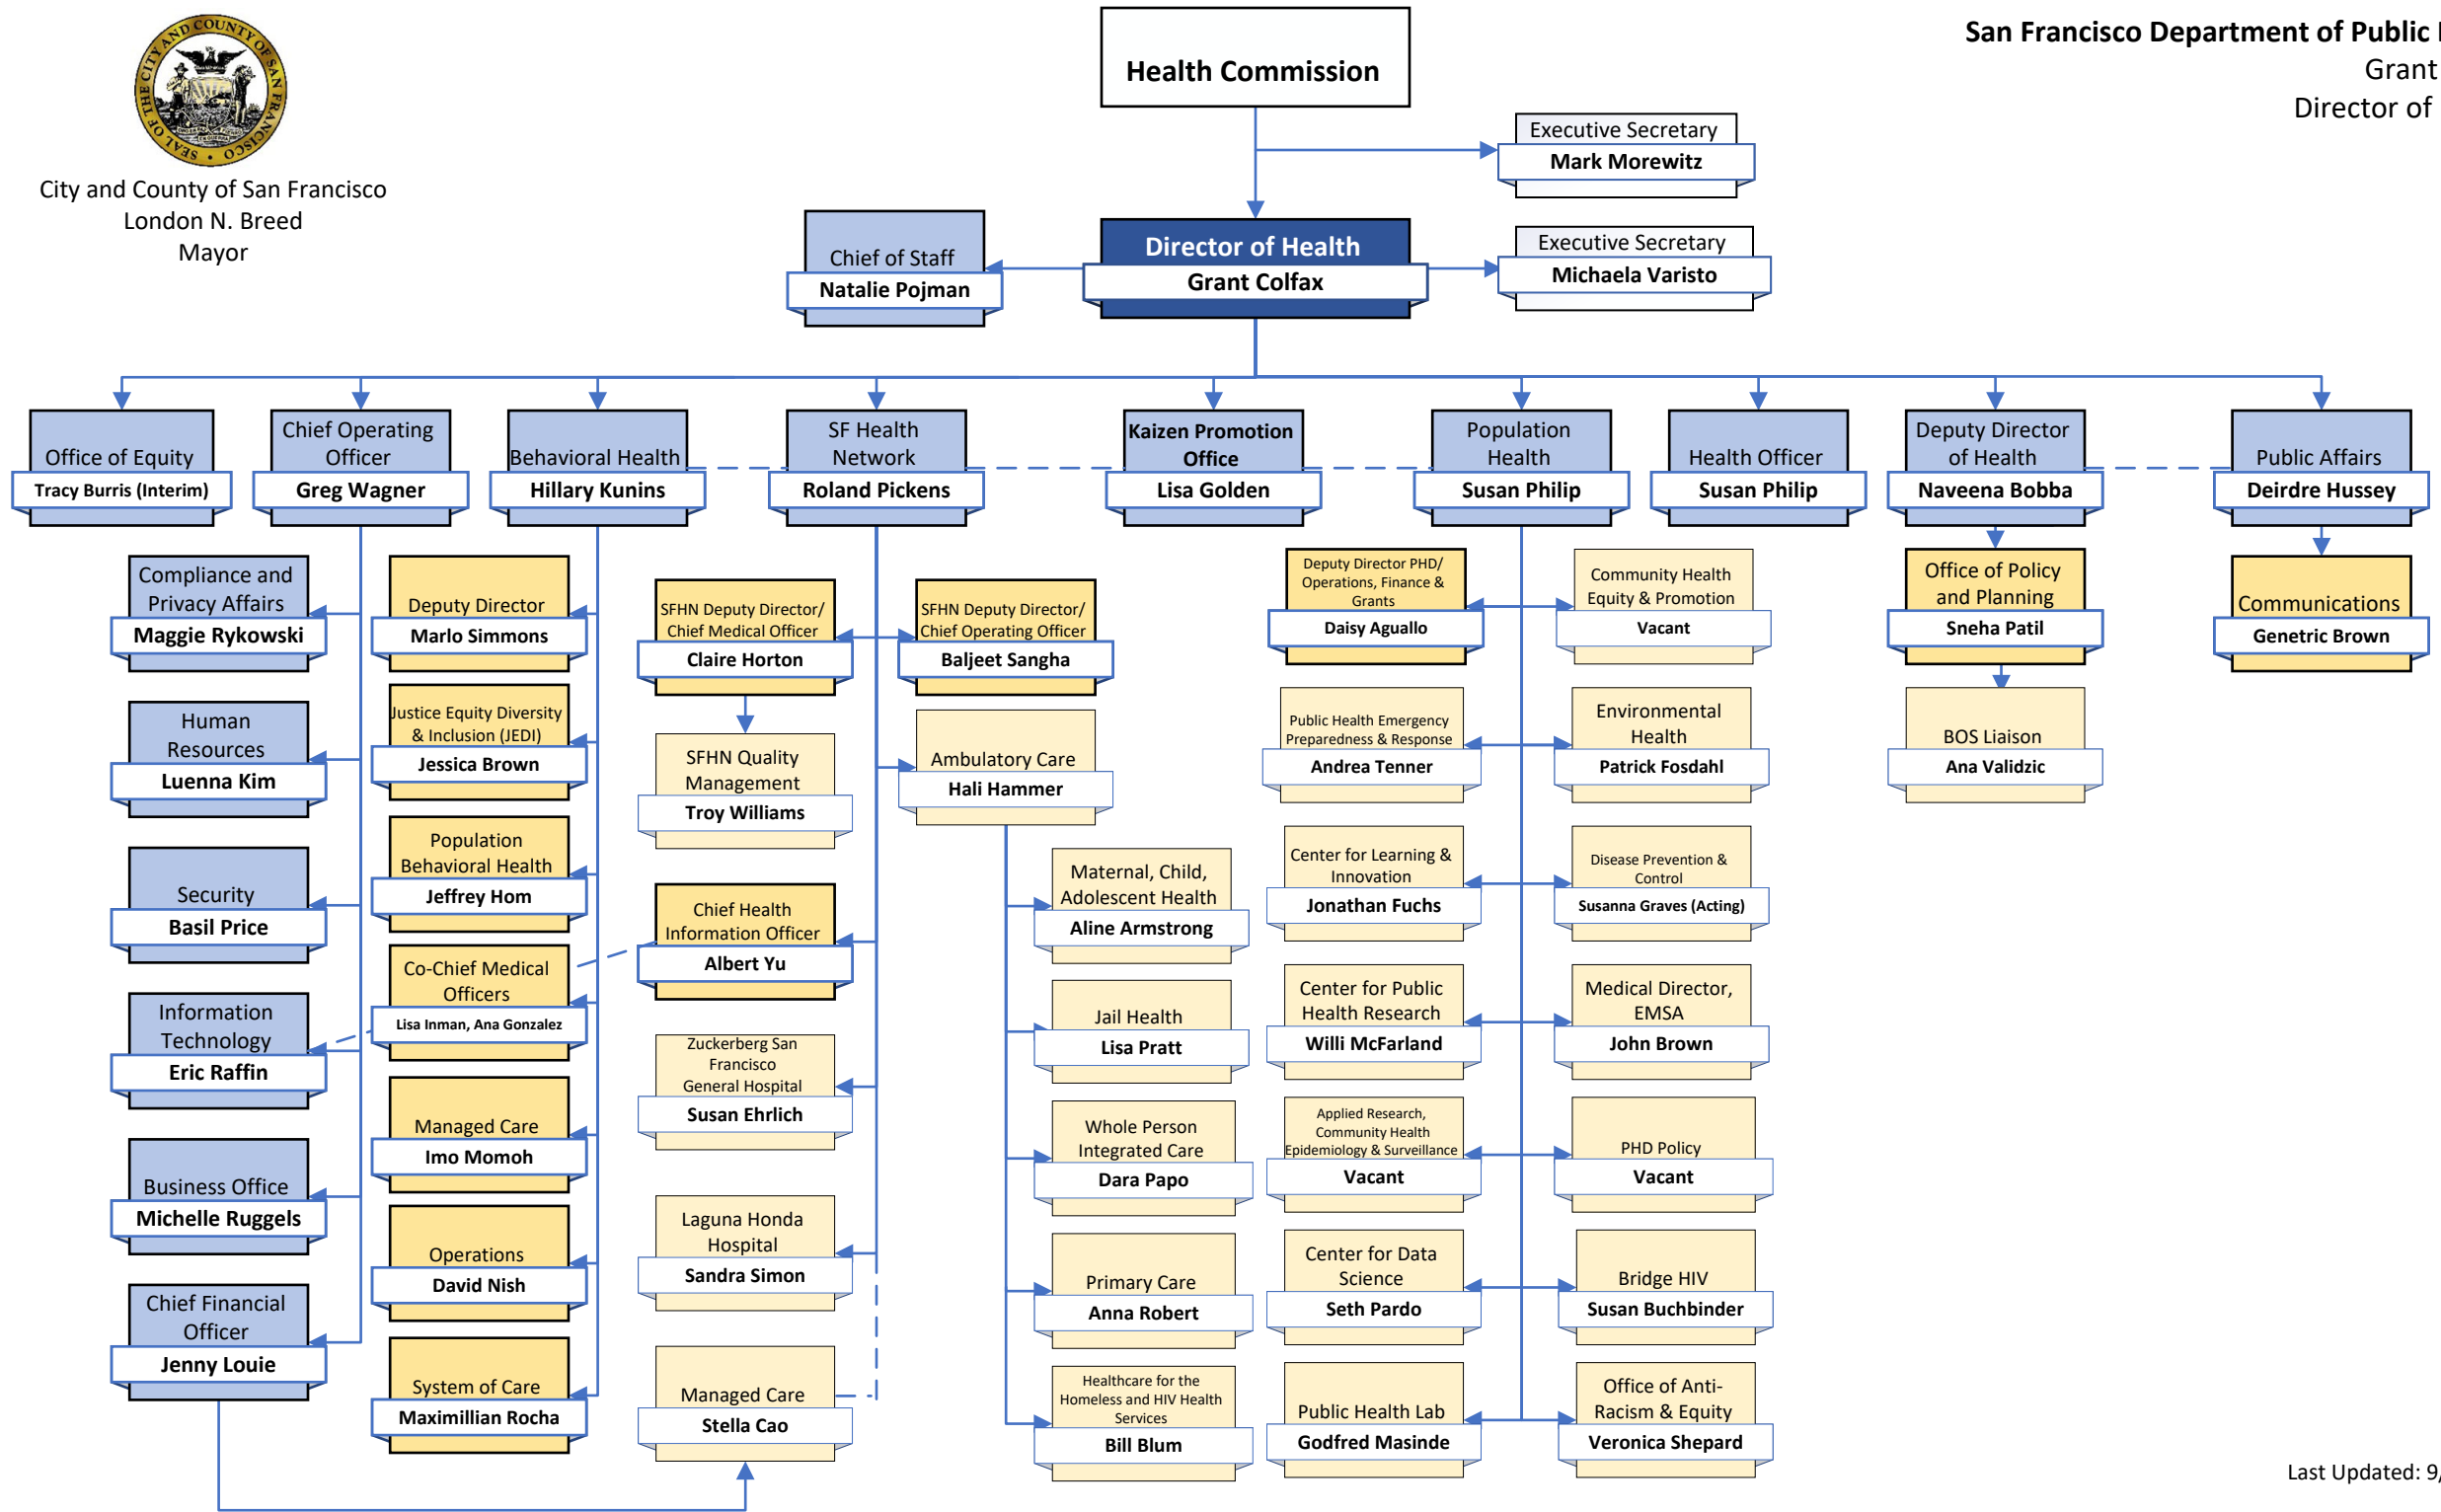 SEAL OF THE CITY AND COUNTY OF SAN FRANCISCO
City and County of San Francisco
London N. Breed
Mayor
San Francisco Department of Public
Grant
Director of
Health Commission
Executive Secretary
Mark Morewitz
Chief of Staff
Natalie Pojman
Director of Health
Grant Colfax
Executive Secretary
Michaela Varisto
Office of Equity
Tracy Burris (Interim)
Chief Operating
Officer
Greg Wagner
Behavioral Health
Hillary Kunins
SF Health
Network
Roland Pickens
Kaizen Promotion
Office
Lisa Golden
Population
Health
Susan Philip
Health Officer
Susan Philip
Deputy Director
of Health
Naveena Bobba
Public Affairs
Deirdre Hussey
Compliance and
Privacy Affairs
Maggie Rykowski
Human
Resources
Luenna Kim
Security
Basil Price
Information
Technology
Eric Raffin
Business Office
Michelle Ruggels
Chief Financial
Officer
Jenny Louie
Deputy Director
Marlo Simmons
Justice Equity Diversity
& Inclusion (JEDI)
Jessica Brown
Population
Behavioral Health
Jeffrey Hom
Co-Chief Medical
Officers
Lisa Inman, Ana Gonzalez
Managed Care
Imo Momoh
Operations
David Nish
System of Care
Maximillian Rocha
SFHN Deputy Director/
Chief Medical Officer
Claire Horton
SFHN Quality
Management
Troy Williams
Chief Health
Information Officer
Albert Yu
Zuckerberg San
Francisco
General Hospital
Susan Ehrlich
Laguna Honda
Hospital
Sandra Simon
Managed Care
Stella Cao
SFHN Deputy Director/
Chief Operating Officer
Baljeet Sangha
Ambulatory Care
Hali Hammer
Maternal, Child,
Adolescent Health
Aline Armstrong
Jail Health
Lisa Pratt
Whole Person
Integrated Care
Dara Papo
Primary Care
Anna Robert
Healthcare for the
Homeless and HIV Health
Services
Bill Blum
Deputy Director PHD/
Operations, Finance &
Grants
Daisy Aguallo
Public Health Emergency
Preparedness & Response
Andrea Tenner
Center for Learning &
Innovation
Jonathan Fuchs
Center for Public
Health Research
Willi McFarland
Applied Research,
Community Health
Epidemiology & Surveillance
Vacant
Center for Data
Science
Seth Pardo
Public Health Lab
Godfred Masinde
Community Health
Equity & Promotion
Vacant
Environmental
Health
Patrick Fosdahl
Disease Prevention &
Control
Susanna Graves (Acting)
Medical Director,
EMSA
John Brown
PHD Policy
Vacant
Bridge HIV
Susan Buchbinder
Office of Anti-
Racism & Equity
Veronica Shepard
Office of Policy
and Planning
Sneha Patil
BOS Liaison
Ana Validzic
Communications
Genetric Brown
Last Updated: 9/